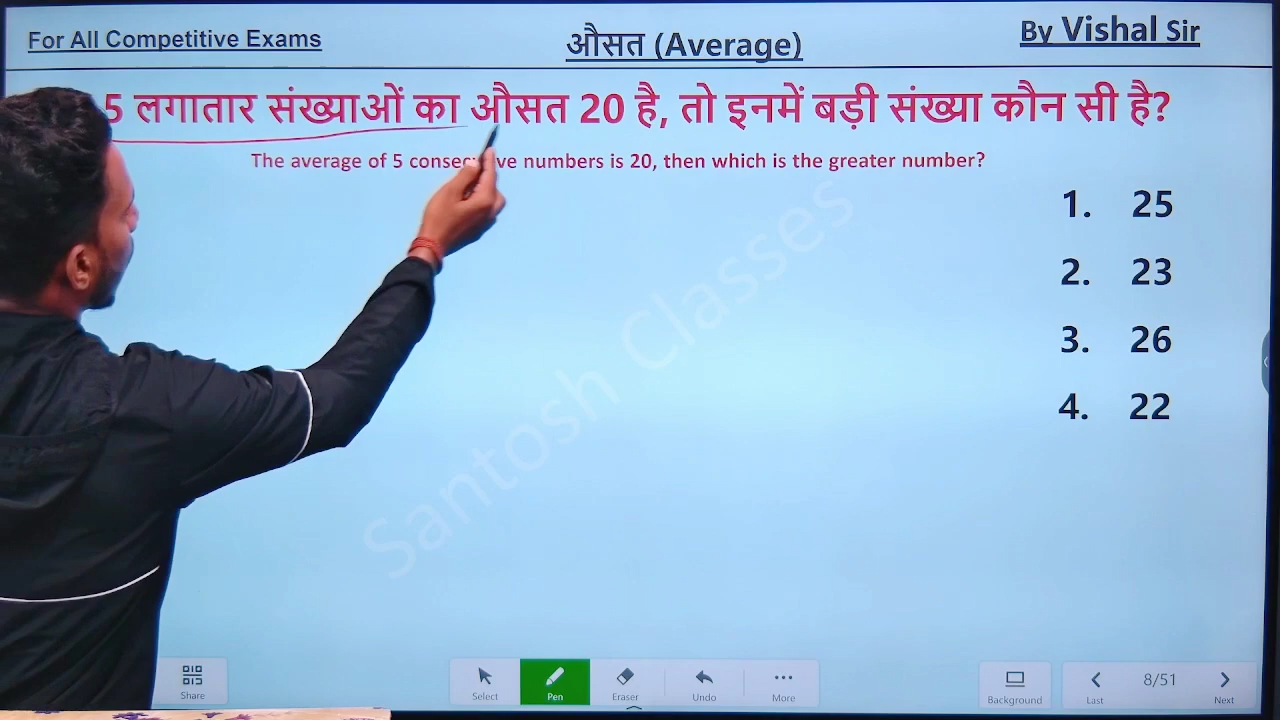 For All Competitive Exams
औसत (Average)
By Vishal Sir
5 लगातार संख्याओं का औसत 20 है, तो इनमें बड़ी संख्या कौन सी है?
The average of 5 consecutive numbers is 20, then which is the greater number?
1. 25
2. 23
3. 26
4. 22
Santosh Classes
Share
Select
Pen
Eraser
Undo
More
Background
Last
8/51
Next